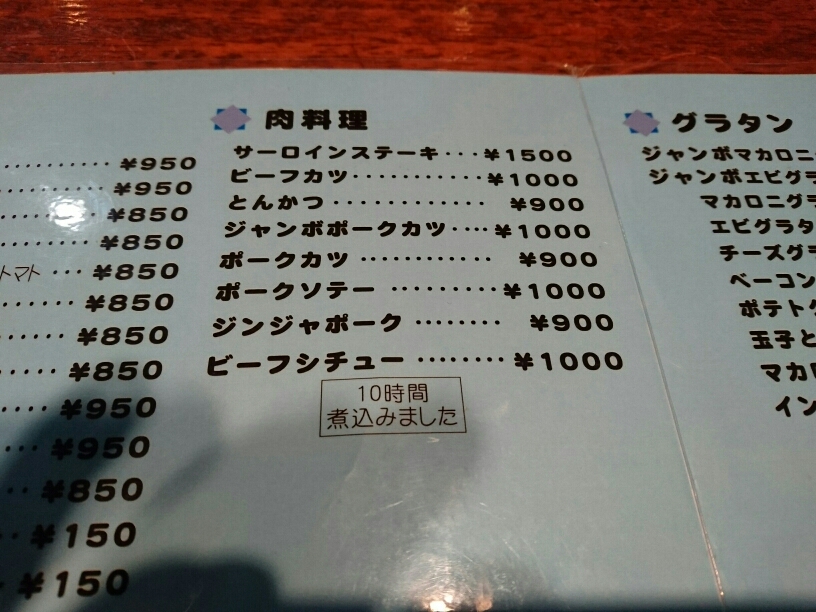 ¥950
¥950
¥850
¥850
トマト ··· ¥850
¥850
¥850
¥850
¥950
¥950
¥850
¥150
¥150
肉料理
サーロインステーキ···¥1500
ビーフカツ············¥1000
とんかつ ············· ¥900
ジャンボポークカツ····¥1000
ポークカツ ············ ¥900
ポークソテー ··········¥1000
ジンジャポーク ········ ¥900
ビーフシチュー ········¥1000
10時間
煮込みました
グラタン
ジャンボマカロニ
ジャンボエビグラ
マカロニグラ
エビグラタ
チーズグラ
ベーコン
ポテト
玉子と
マカロ
イン